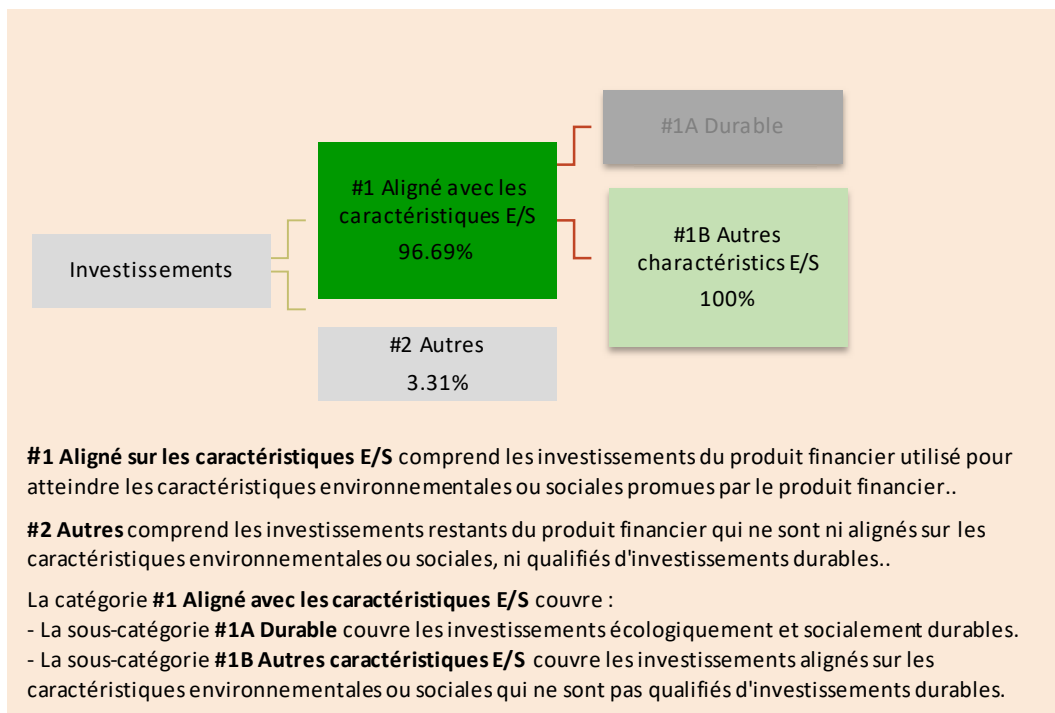 #1A Durable
#1 Aligné avec les
caractéristiques E/S
96.69%
#1B Autres
charactéristics E/S
100%
Investissements
#2 Autres
3.31%
#1 Aligné sur les caractéristiques E/S comprend les investissements du produit financier utilisé pour
atteindre les caractéristiques environnementales ou sociales promues par le produit financier..
#2 Autres comprend les investissements restants du produit financier qui ne sont ni alignés sur les
caractéristiques environnementales ou sociales, ni qualifiés d'investissements durables..
La catégorie #1 Aligné avec les caractéristiques E/S couvre :
- La sous-catégorie #1A Durable couvre les investissements écologiquement et socialement durables.
- La sous-catégorie #1B Autres caractéristiques E/S couvre les investissements alignés sur les
caractéristiques environnementales ou sociales qui ne sont pas qualifiés d'investissements durables.